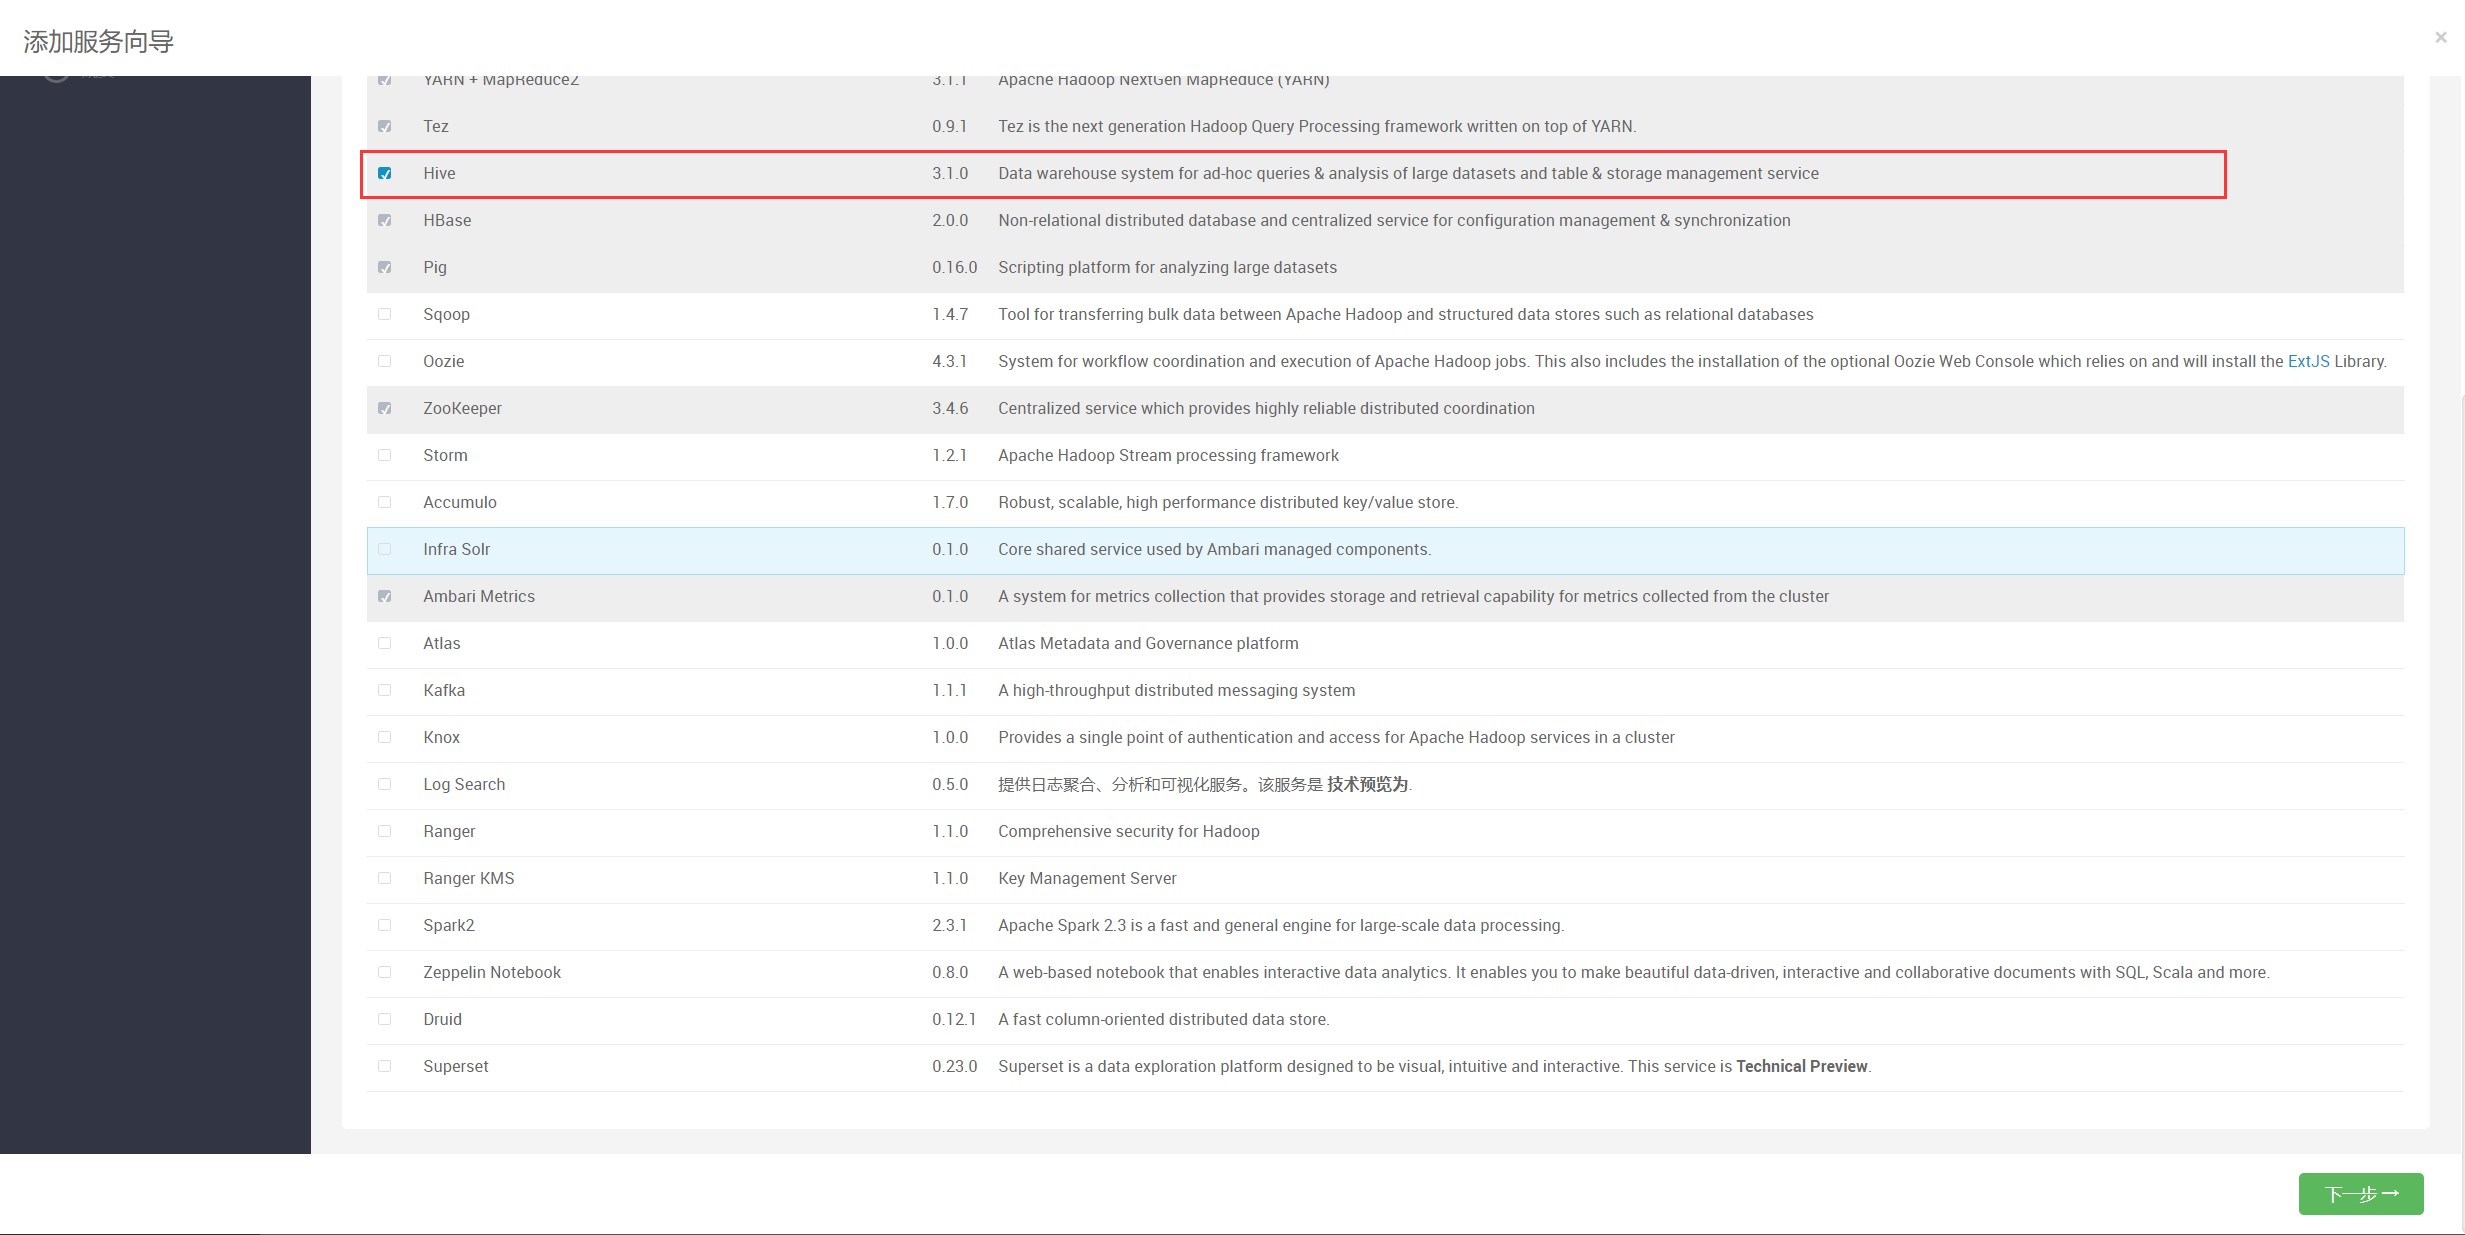 添加服务向导
YARN + MapReduce2 3.1.1 Apache Hadoop NextGen MapReduce (YARN)
Tez 0.9.1 Tez is the next generation Hadoop Query Processing framework written on top of YARN.
Hive 3.1.0 Data warehouse system for ad-hoc queries & analysis of large datasets and table & storage management service
HBase 2.0.0 Non-relational distributed database and centralized service for configuration management & synchronization
Pig 0.16.0 Scripting platform for analyzing large datasets
Sqoop 1.4.7 Tool for transferring bulk data between Apache Hadoop and structured data stores such as relational databases
Oozie 4.3.1 System for workflow coordination and execution of Apache Hadoop jobs. This also includes the installation of the optional Oozie Web Console which relies on and will install the ExtJS Library.
ZooKeeper 3.4.6 Centralized service which provides highly reliable distributed coordination
Storm 1.2.1 Apache Hadoop Stream processing framework
Accumulo 1.7.0 Robust, scalable, high performance distributed key/value store.
Infra Solr 0.1.0 Core shared service used by Ambari managed components.
Ambari Metrics 0.1.0 A system for metrics collection that provides storage and retrieval capability for metrics collected from the cluster
Atlas 1.0.0 Atlas Metadata and Governance platform
Kafka 1.1.1 A high-throughput distributed messaging system
Knox 1.0.0 Provides a single point of authentication and access for Apache Hadoop services in a cluster
Log Search 0.5.0 提供日志聚合、分析和可视化服务。该服务是 技术预览为.
Ranger 1.1.0 Comprehensive security for Hadoop
Ranger KMS 1.1.0 Key Management Server
Spark2 2.3.1 Apache Spark 2.3 is a fast and general engine for large-scale data processing.
Zeppelin Notebook 0.8.0 A web-based notebook that enables interactive data analytics. It enables you to make beautiful data-driven, interactive and collaborative documents with SQL, Scala and more.
Druid 0.12.1 A fast column-oriented distributed data store.
Superset 0.23.0 Superset is a data exploration platform designed to be visual, intuitive and interactive. This service is Technical Preview.
下一步 →